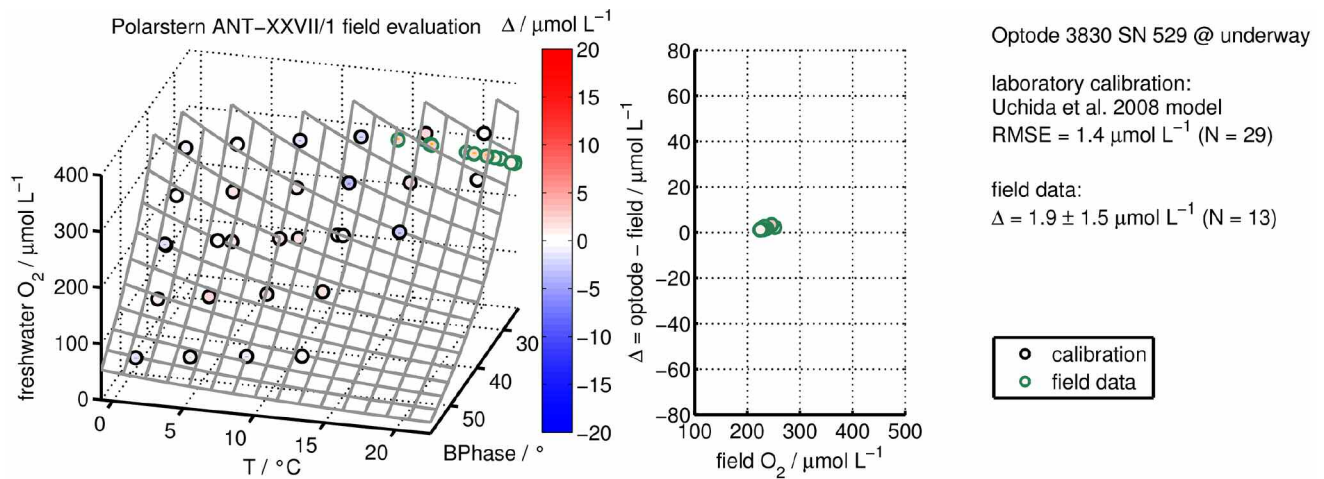 Polarstern ANT−XXVII/1 field evaluation
Δ / μmol L⁻¹
20
15
10
5
0
−5
−10
−15
−20
freshwater O₂ / μmol L⁻¹
400
300
200
100
0
0
5
10
15
20
T / °C
30
40
50
BPhase / °
Δ = optode − field / μmol L⁻¹
80
60
40
20
0
−20
−40
−60
−80
100 200 300 400 500
field O₂ / μmol L⁻¹
Optode 3830 SN 529 @ underway
laboratory calibration:
Uchida et al. 2008 model
RMSE = 1.4 μmol L⁻¹ (N = 29)
field data:
Δ = 1.9 ± 1.5 μmol L⁻¹ (N = 13)
calibration
field data